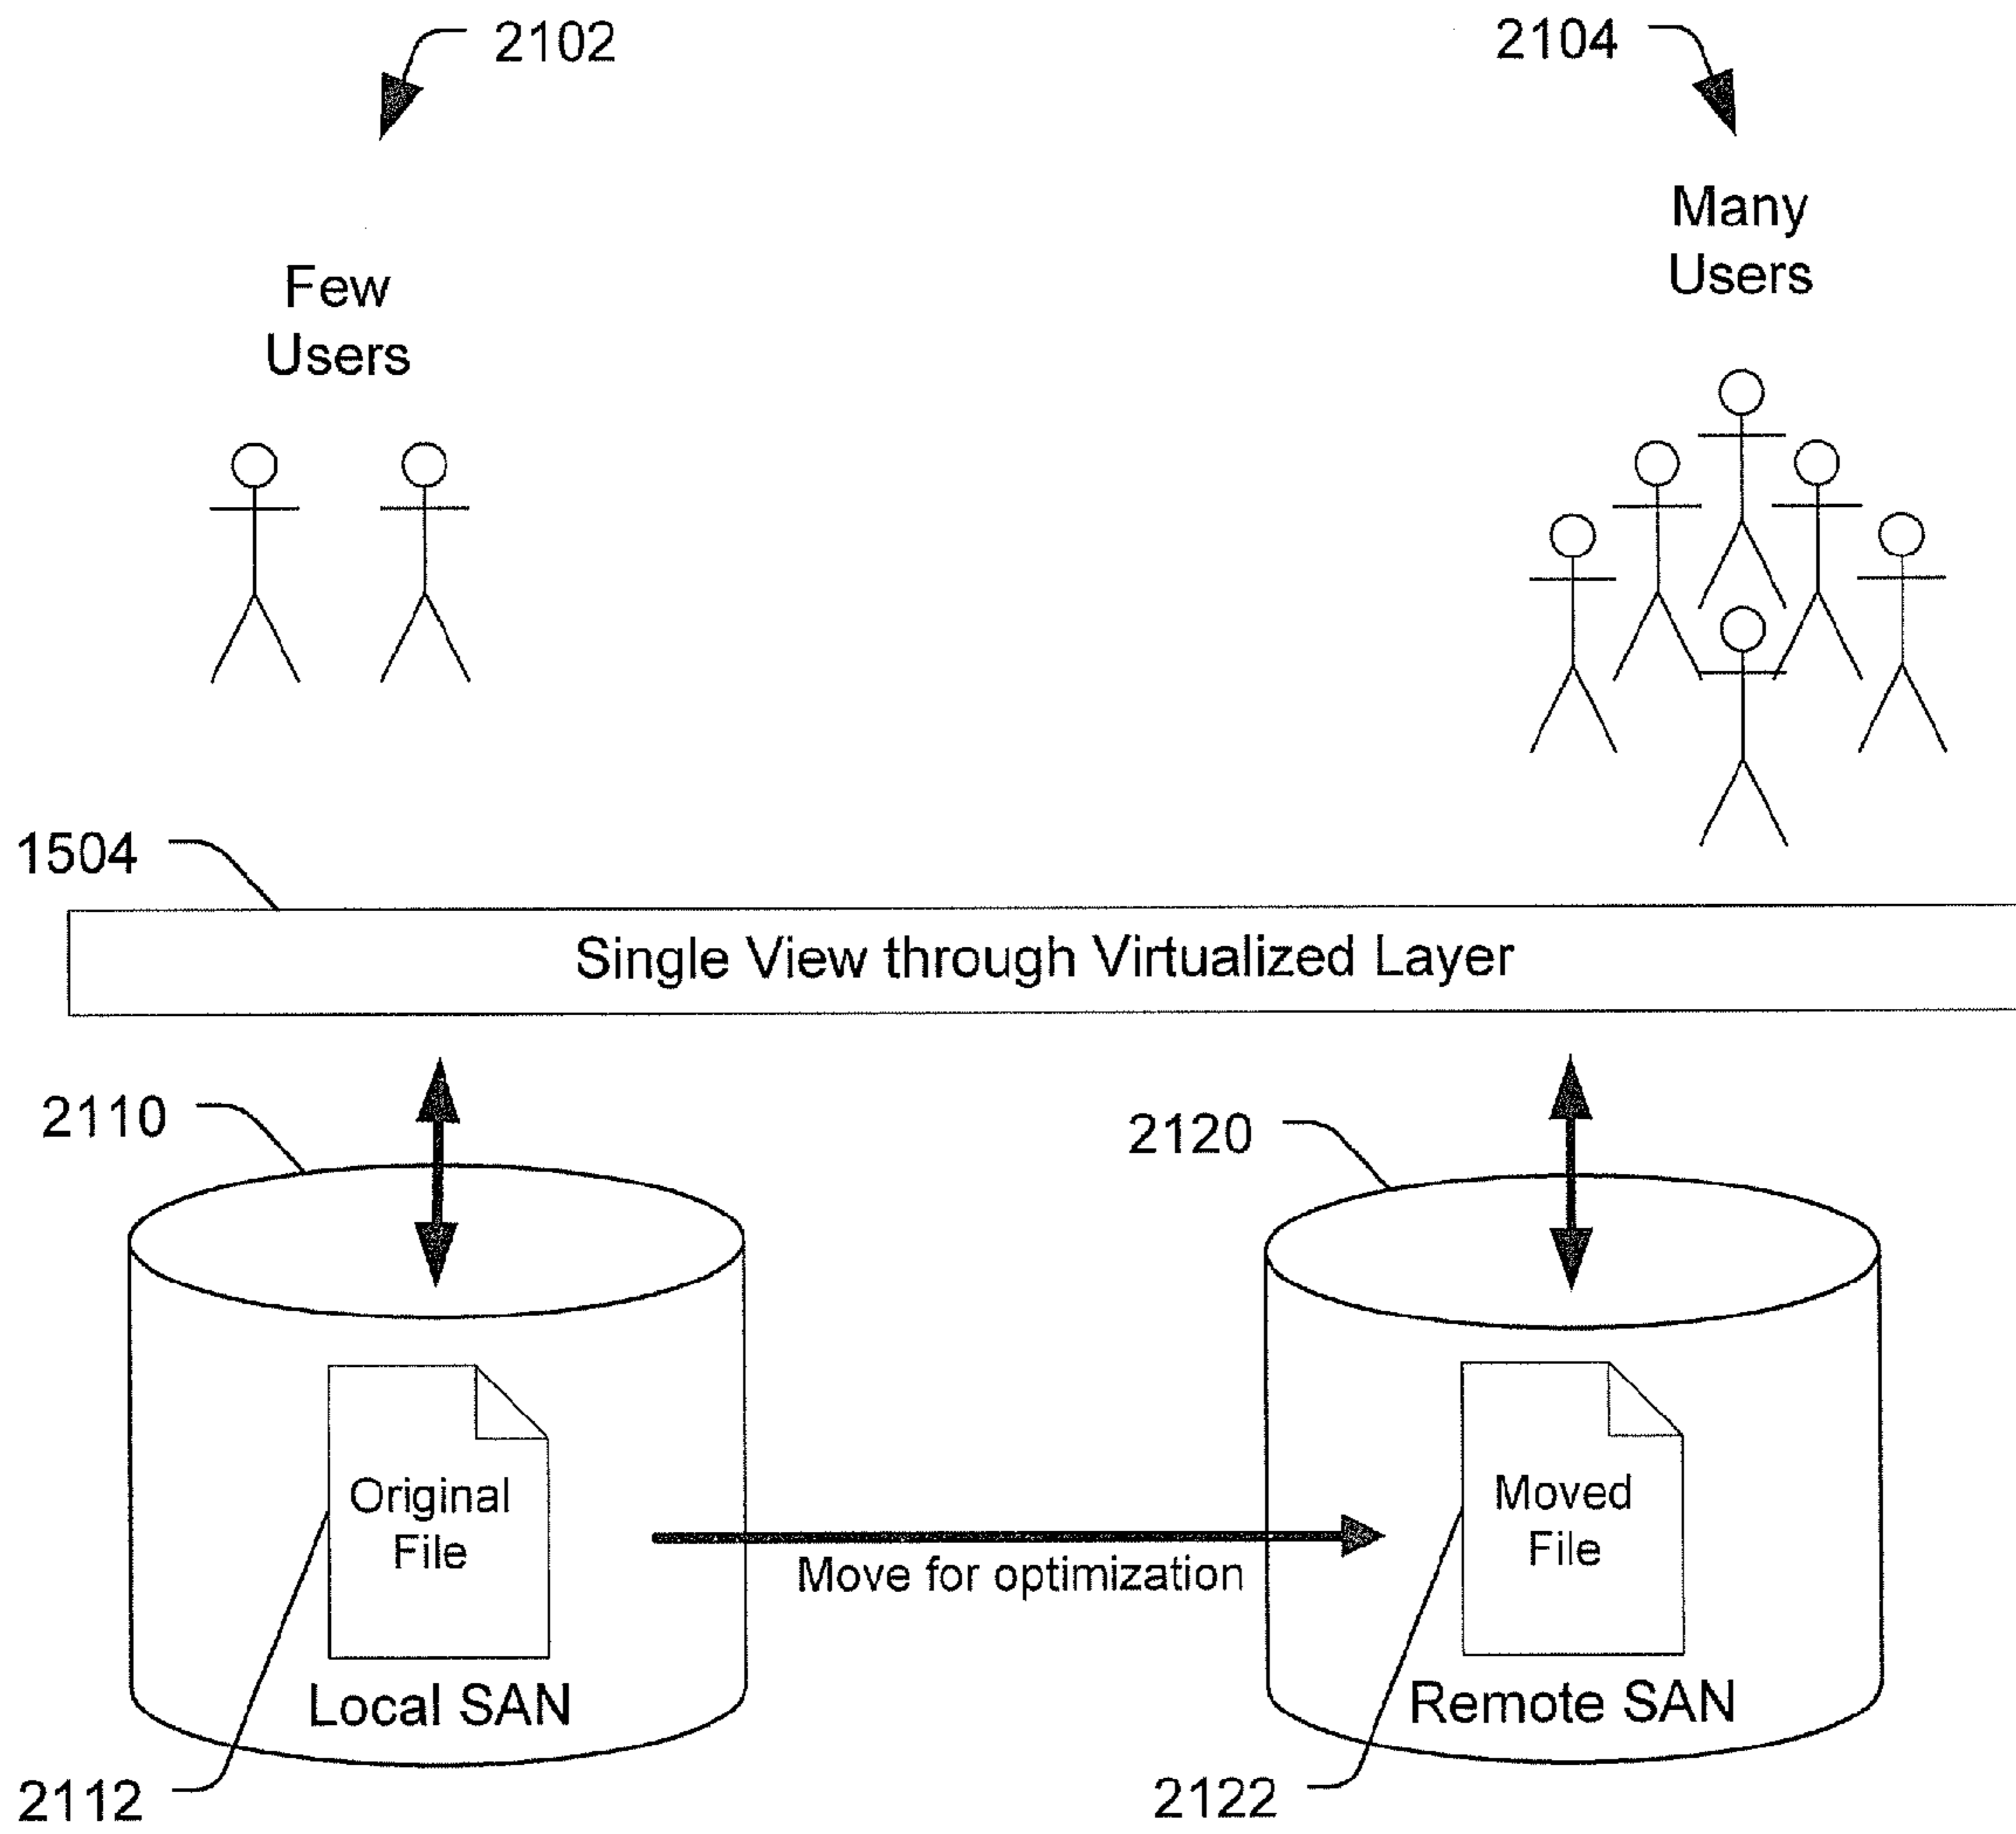 2102
2104
Few
Users
Many
Users
1504
Single View through Virtualized Layer
2110
2120
Original
File
Moved
File
Move for optimization
Local SAN
Remote SAN
2112
2122